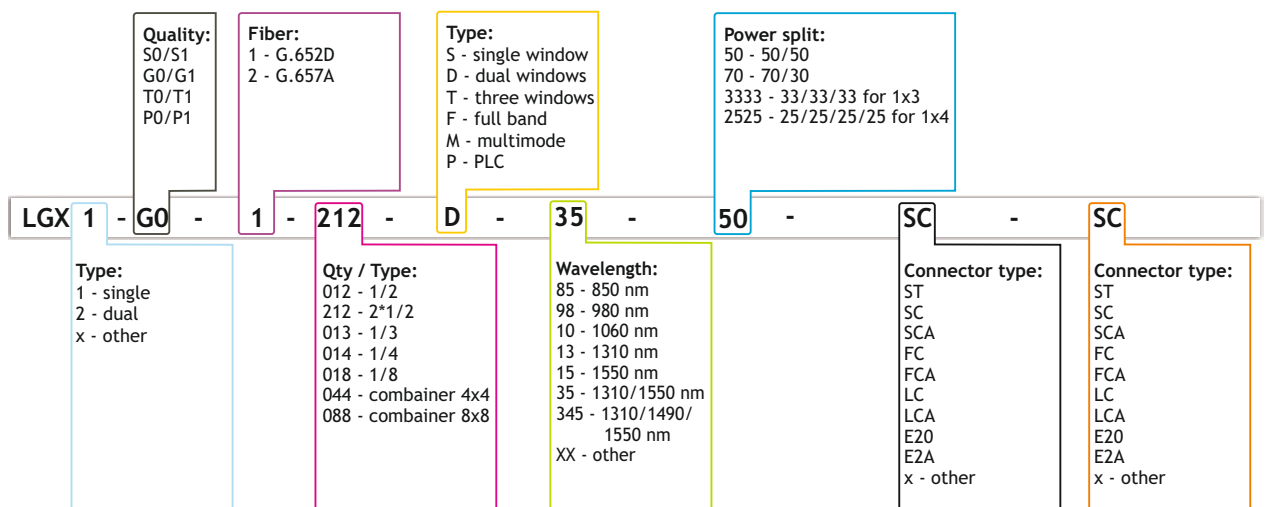 Quality:
S0/S1
G0/G1
T0/T1
P0/P1
Fiber:
1 - G.652D
2 - G.657A
Type:
S - single window
D - dual windows
T - three windows
F - full band
M - multimode
P - PLC
Power split:
50 - 50/50
70 - 70/30
3333 - 33/33/33 for 1x3
2525 - 25/25/25/25 for 1x4
LGX 1 - G0 - 1 - 212 - D - 35 - 50 - SC - SC
Type:
1 - single
2 - dual
x - other
Qty / Type:
012 - 1/2
212 - 2*1/2
013 - 1/3
014 - 1/4
018 - 1/8
044 - combainer 4x4
088 - combainer 8x8
Wavelength:
85 - 850 nm
98 - 980 nm
10 - 1060 nm
13 - 1310 nm
15 - 1550 nm
35 - 1310/1550 nm
345 - 1310/1490/
1550 nm
XX - other
Connector type:
ST
SC
SCA
FC
FCA
LC
LCA
E20
E2A
x - other
Connector type:
ST
SC
SCA
FC
FCA
LC
LCA
E20
E2A
x - other